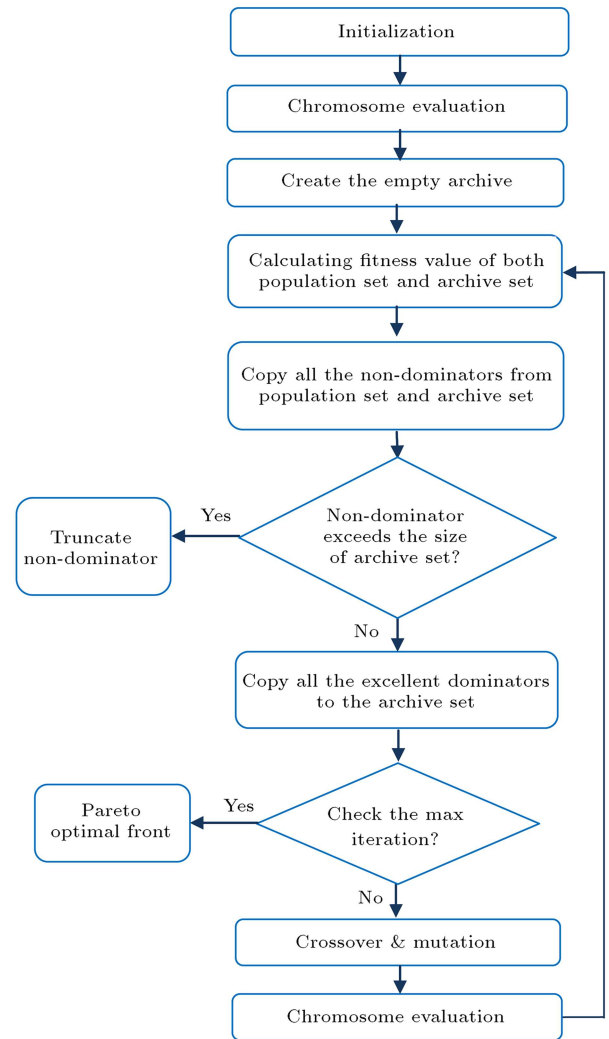 Initialization
Chromosome evaluation
Create the empty archive
Calculating fitness value of both
population set and archive set
Copy all the non-dominators from
population set and archive set
Non-dominator
exceeds the size
of archive set?
Yes
Truncate
non-dominator
No
Copy all the excellent dominators
to the archive set
Check the max
iteration?
Yes
Pareto
optimal front
No
Crossover & mutation
Chromosome evaluation